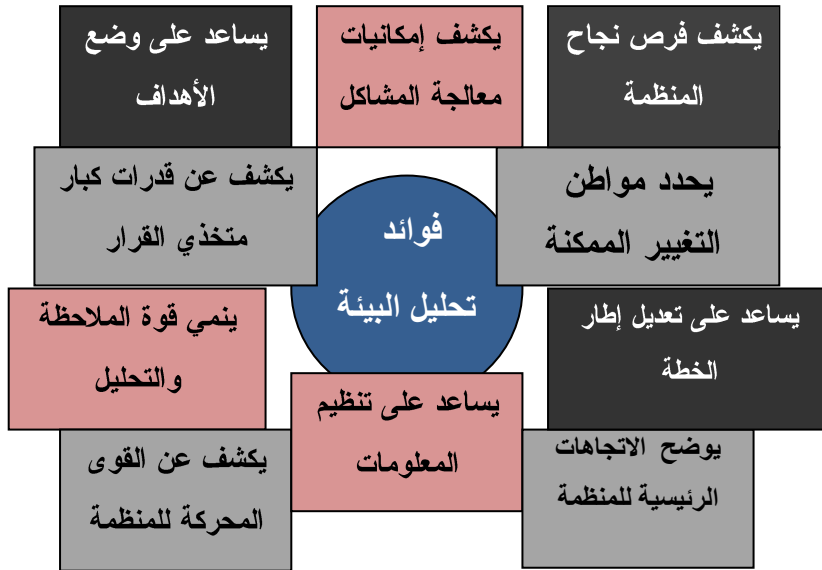 يكشف فرص نجاح
المنظمة
يكشف إمكانيات
معالجة المشاكل
يساعد على وضع
الأهداف
يحدد مواطن
التغيير الممكنة
فوائد
تحليل البيئة
يكشف عن قدرات كبار
متخذي القرار
يساعد على تعديل إطار
الخطة
ينمي قوة الملاحظة
والتحليل
يوضح الاتجاهات
الرئيسية للمنظمة
يساعد على تنظيم
المعلومات
يكشف عن القوى
المحركة للمنظمة